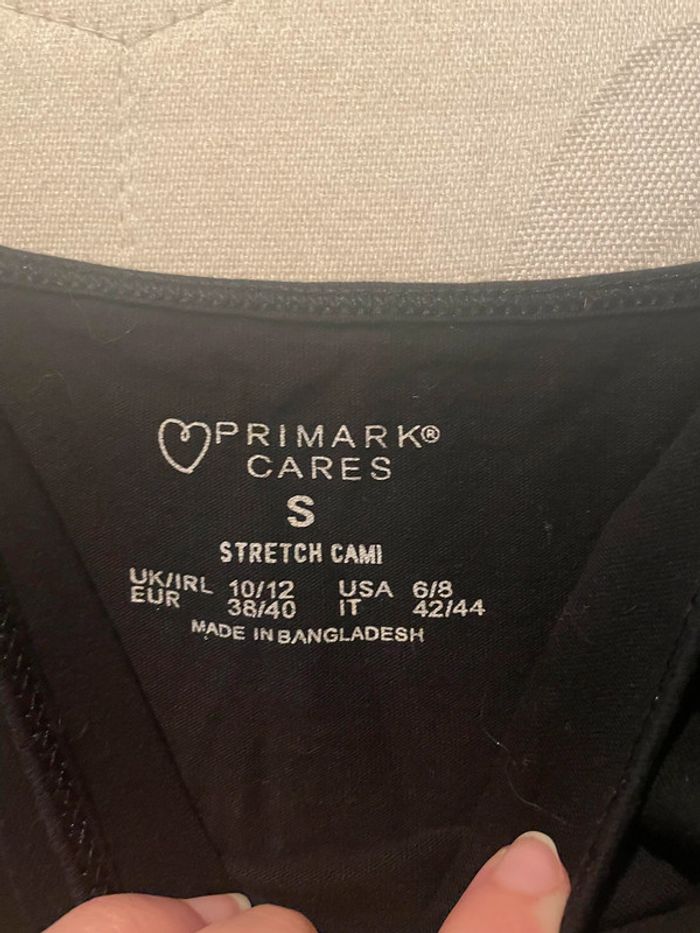 PRIMARK®
CARES
S
STRETCH CAMI
UK/IRL 10/12 USA 6/8
EUR 38/40 IT 42/44
MADE IN BANGLADESH